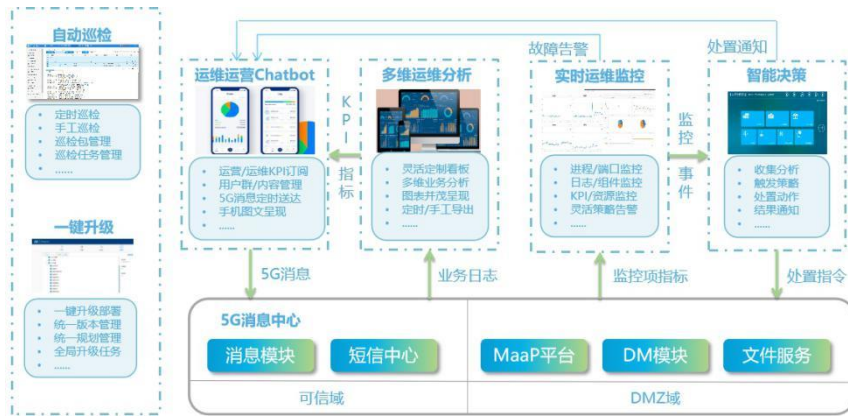 自动巡检
定时巡检
手工巡检
巡检包管理
巡检任务管理
......
一键升级
一键升级部署
统一版本管理
统一规划管理
全局升级任务
......
故障告警
处置通知
运维运营Chatbot
运营/运维KPI订阅
用户群/内容管理
5G消息定时送达
手机图文呈现
......
KPI指标
多维运维分析
灵活定制看板
多维业务分析
图表并茂呈现
定时/手工导出
......
实时运维监控
进程/端口监控
日志/组件监控
KPI/资源监控
灵活策略告警
......
监控事件
智能决策
收集分析
触发策略
处置动作
结果通知
......
5G消息
业务日志
监控项指标
处置指令
5G消息中心
消息模块
短信中心
MaaP平台
DM模块
文件服务
可信域
DMZ域